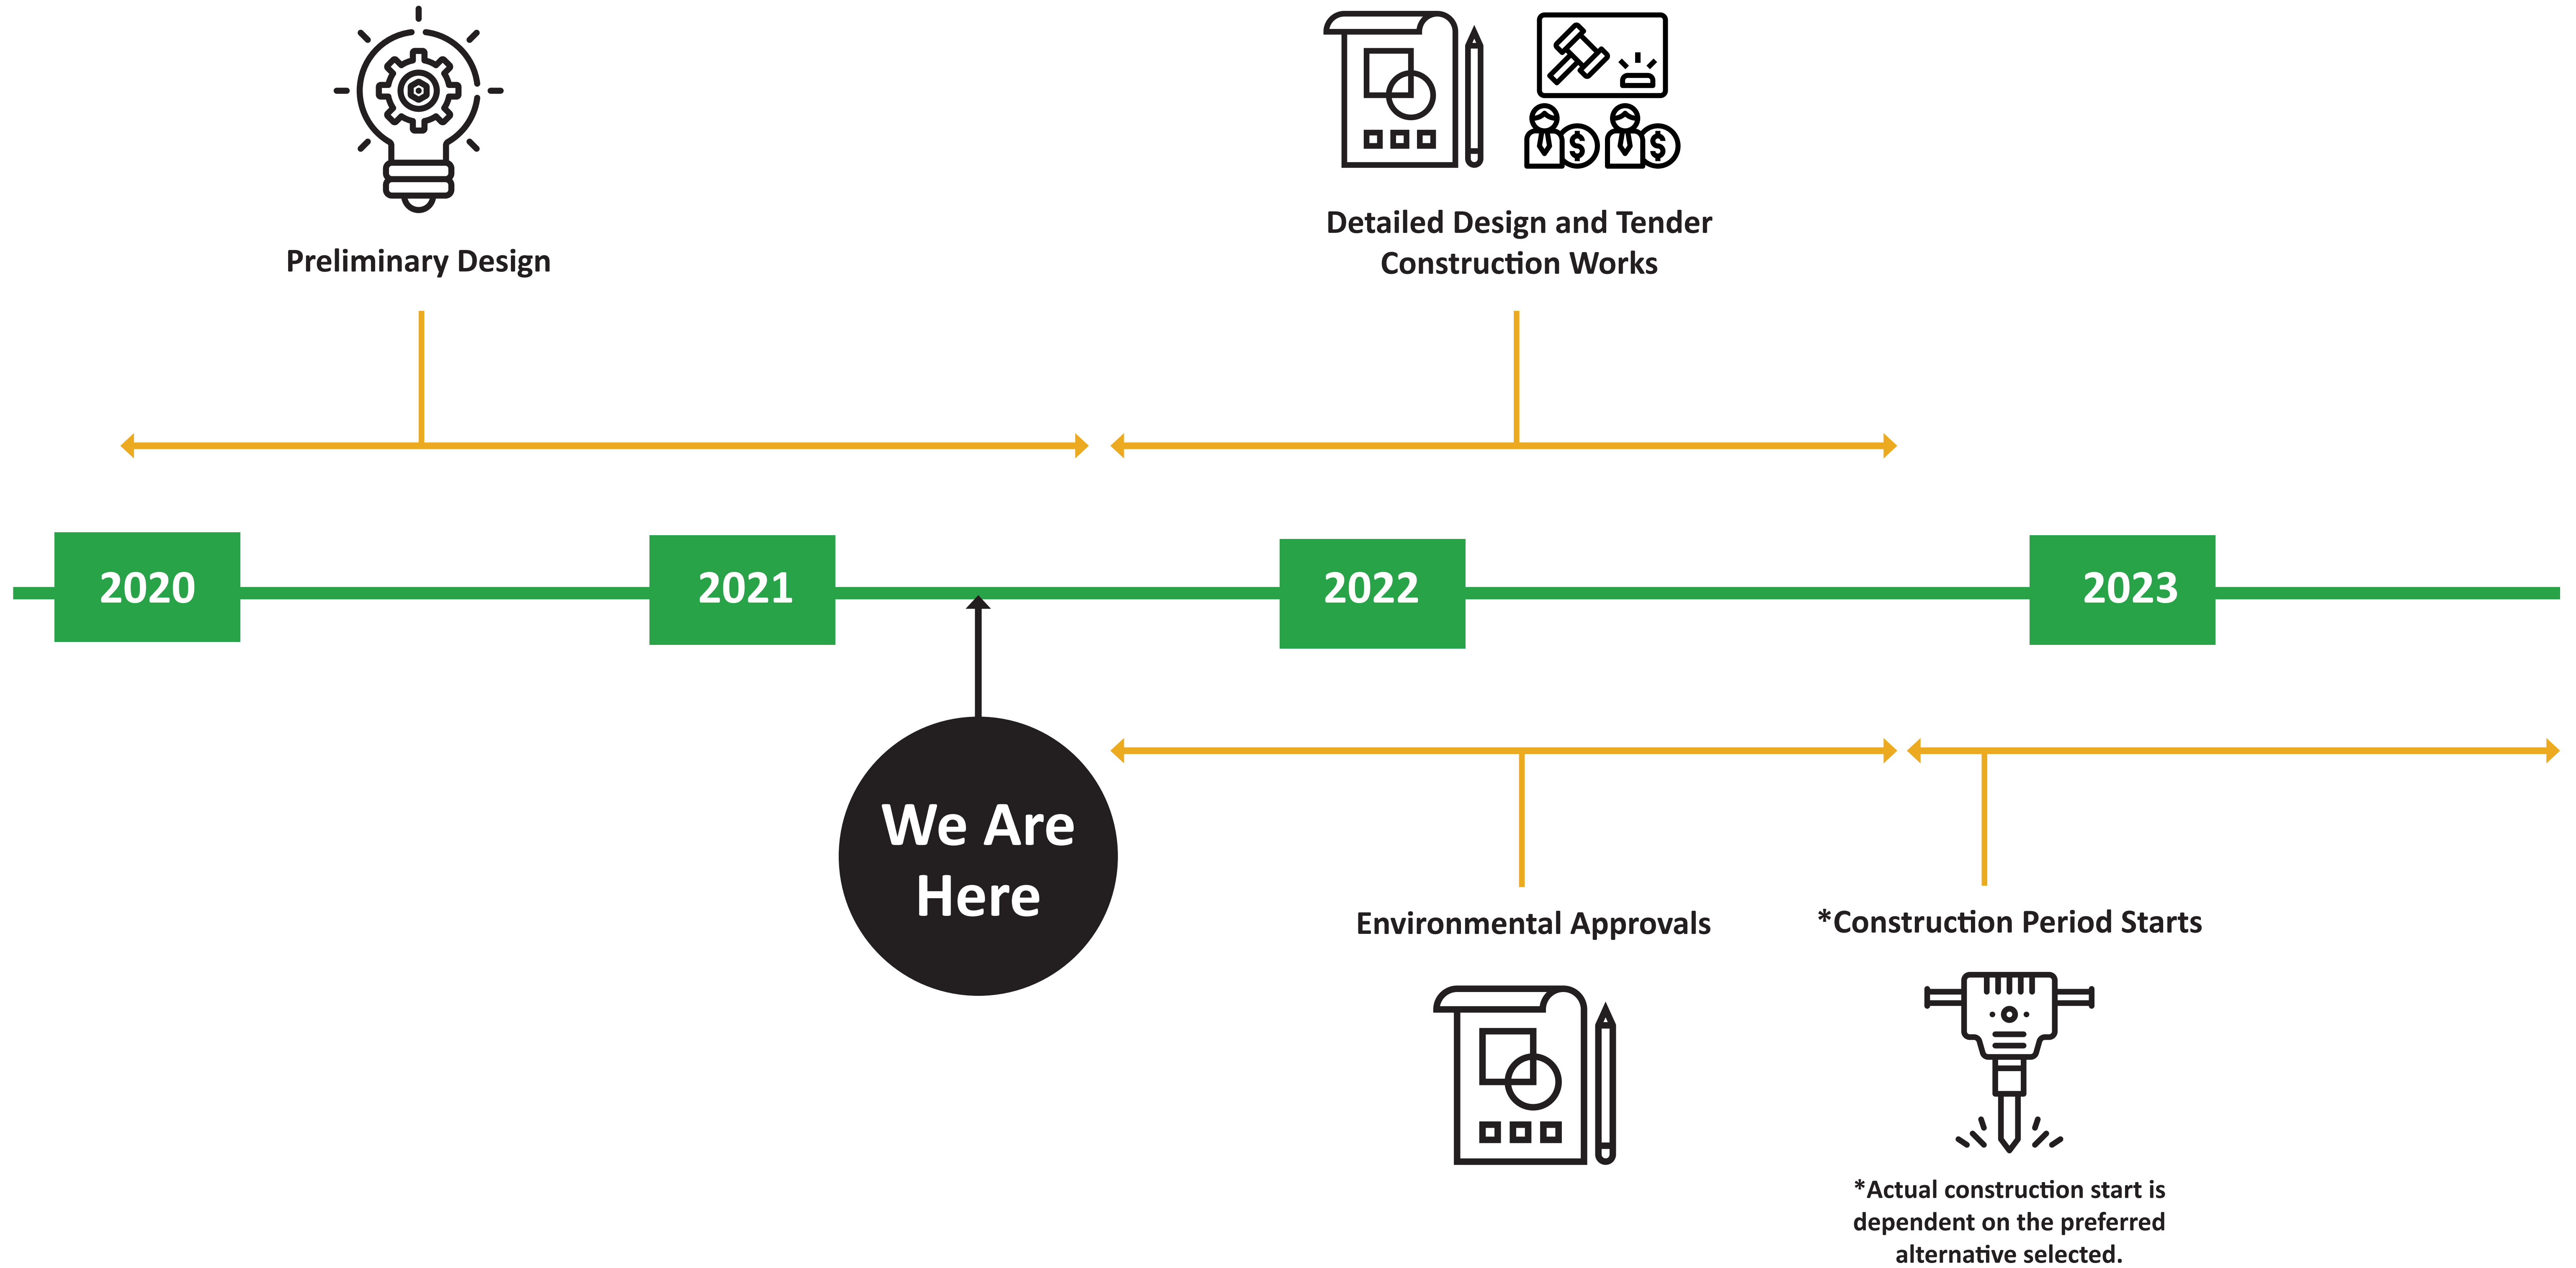 Preliminary Design
Detailed Design and Tender
Construction Works
2020
2021
2022
2023
We Are
Here
Environmental Approvals
*Construction Period Starts
*Actual construction start is
dependent on the preferred
alternative selected.